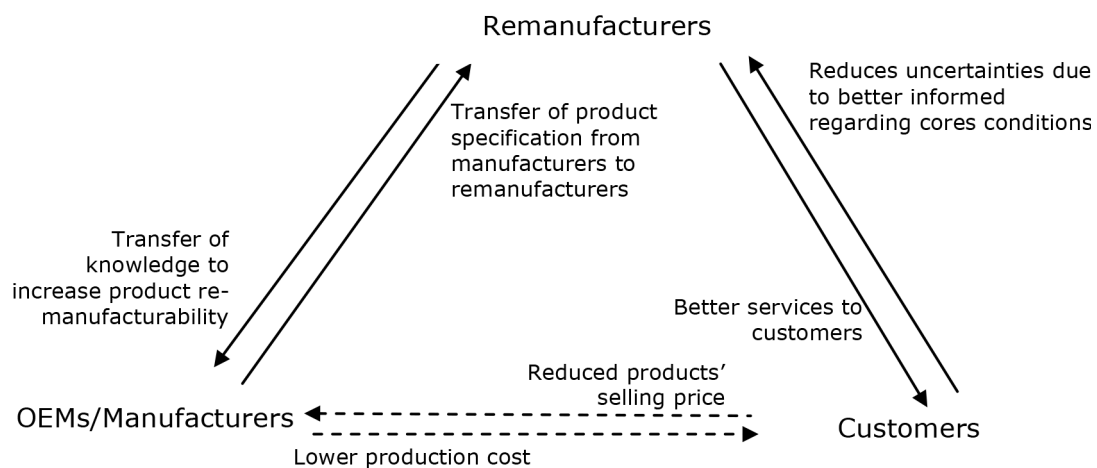 Remanufacturers
Reduces uncertainties due
to better informed
regarding cores conditions
Transfer of product
specification from
manufacturers to
remanufacturers
Transfer of
knowledge to
increase product re-
manufacturability
Better services to
customers
Reduced products’
selling price
OEMs/Manufacturers
Customers
Lower production cost